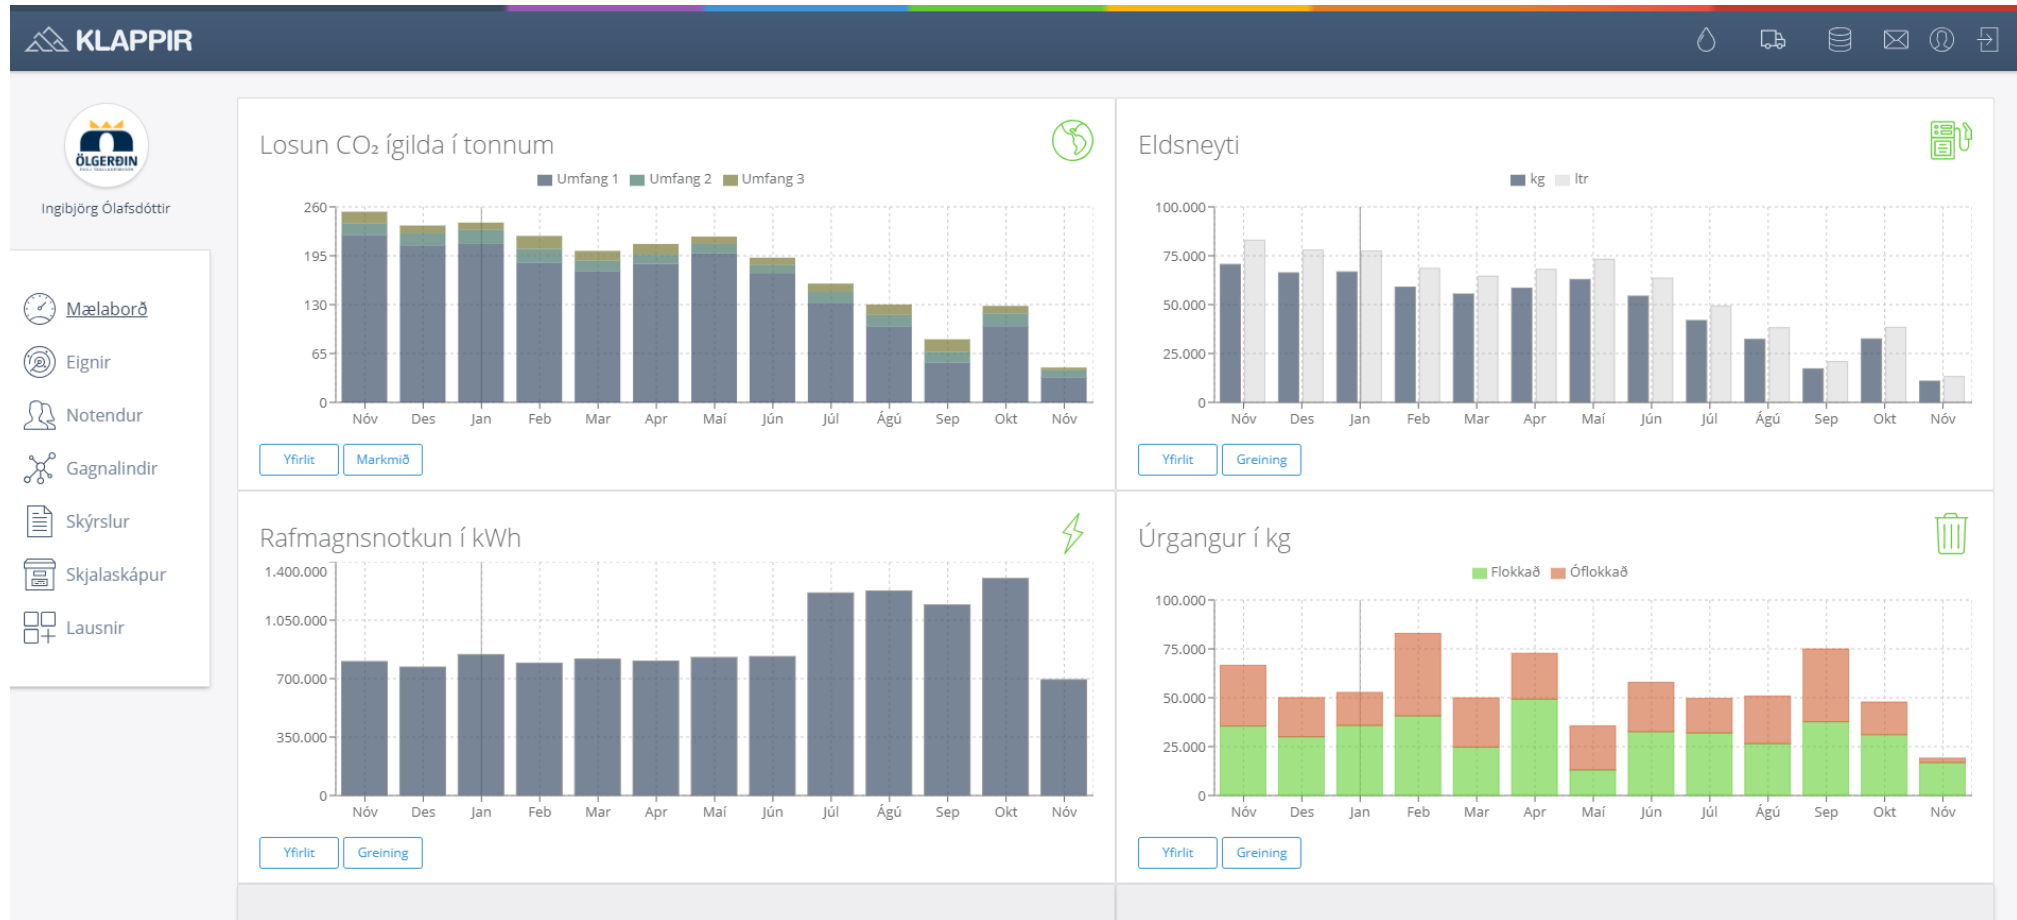 KLAPPIR
ÖLGERÐIN
Ingibjörg Ólafsdóttir
Mælaborð
Eignir
Notendur
Gagnalindir
Skýrslur
Skjalaskápur
Lausnir
Losun CO₂ ígilda í tonnum
Umfang 1 Umfang 2 Umfang 3
260
195
130
65
0
Nóv Des Jan Feb Mar Apr Maí Jún Júl Ágú Sep Okt Nóv
Yfirlit Markmið
Eldsneyti
kg ltr
100.000
75.000
50.000
25.000
0
Nóv Des Jan Feb Mar Apr Maí Jún Júl Ágú Sep Okt Nóv
Yfirlit Greining
Rafmagnsnotkun í kWh
1.400.000
1.050.000
700.000
350.000
0
Nóv Des Jan Feb Mar Apr Maí Jún Júl Ágú Sep Okt Nóv
Yfirlit Greining
Úrgangur í kg
Flokkað Óflokkað
100.000
75.000
50.000
25.000
0
Nóv Des Jan Feb Mar Apr Maí Jún Júl Ágú Sep Okt Nóv
Yfirlit Greining